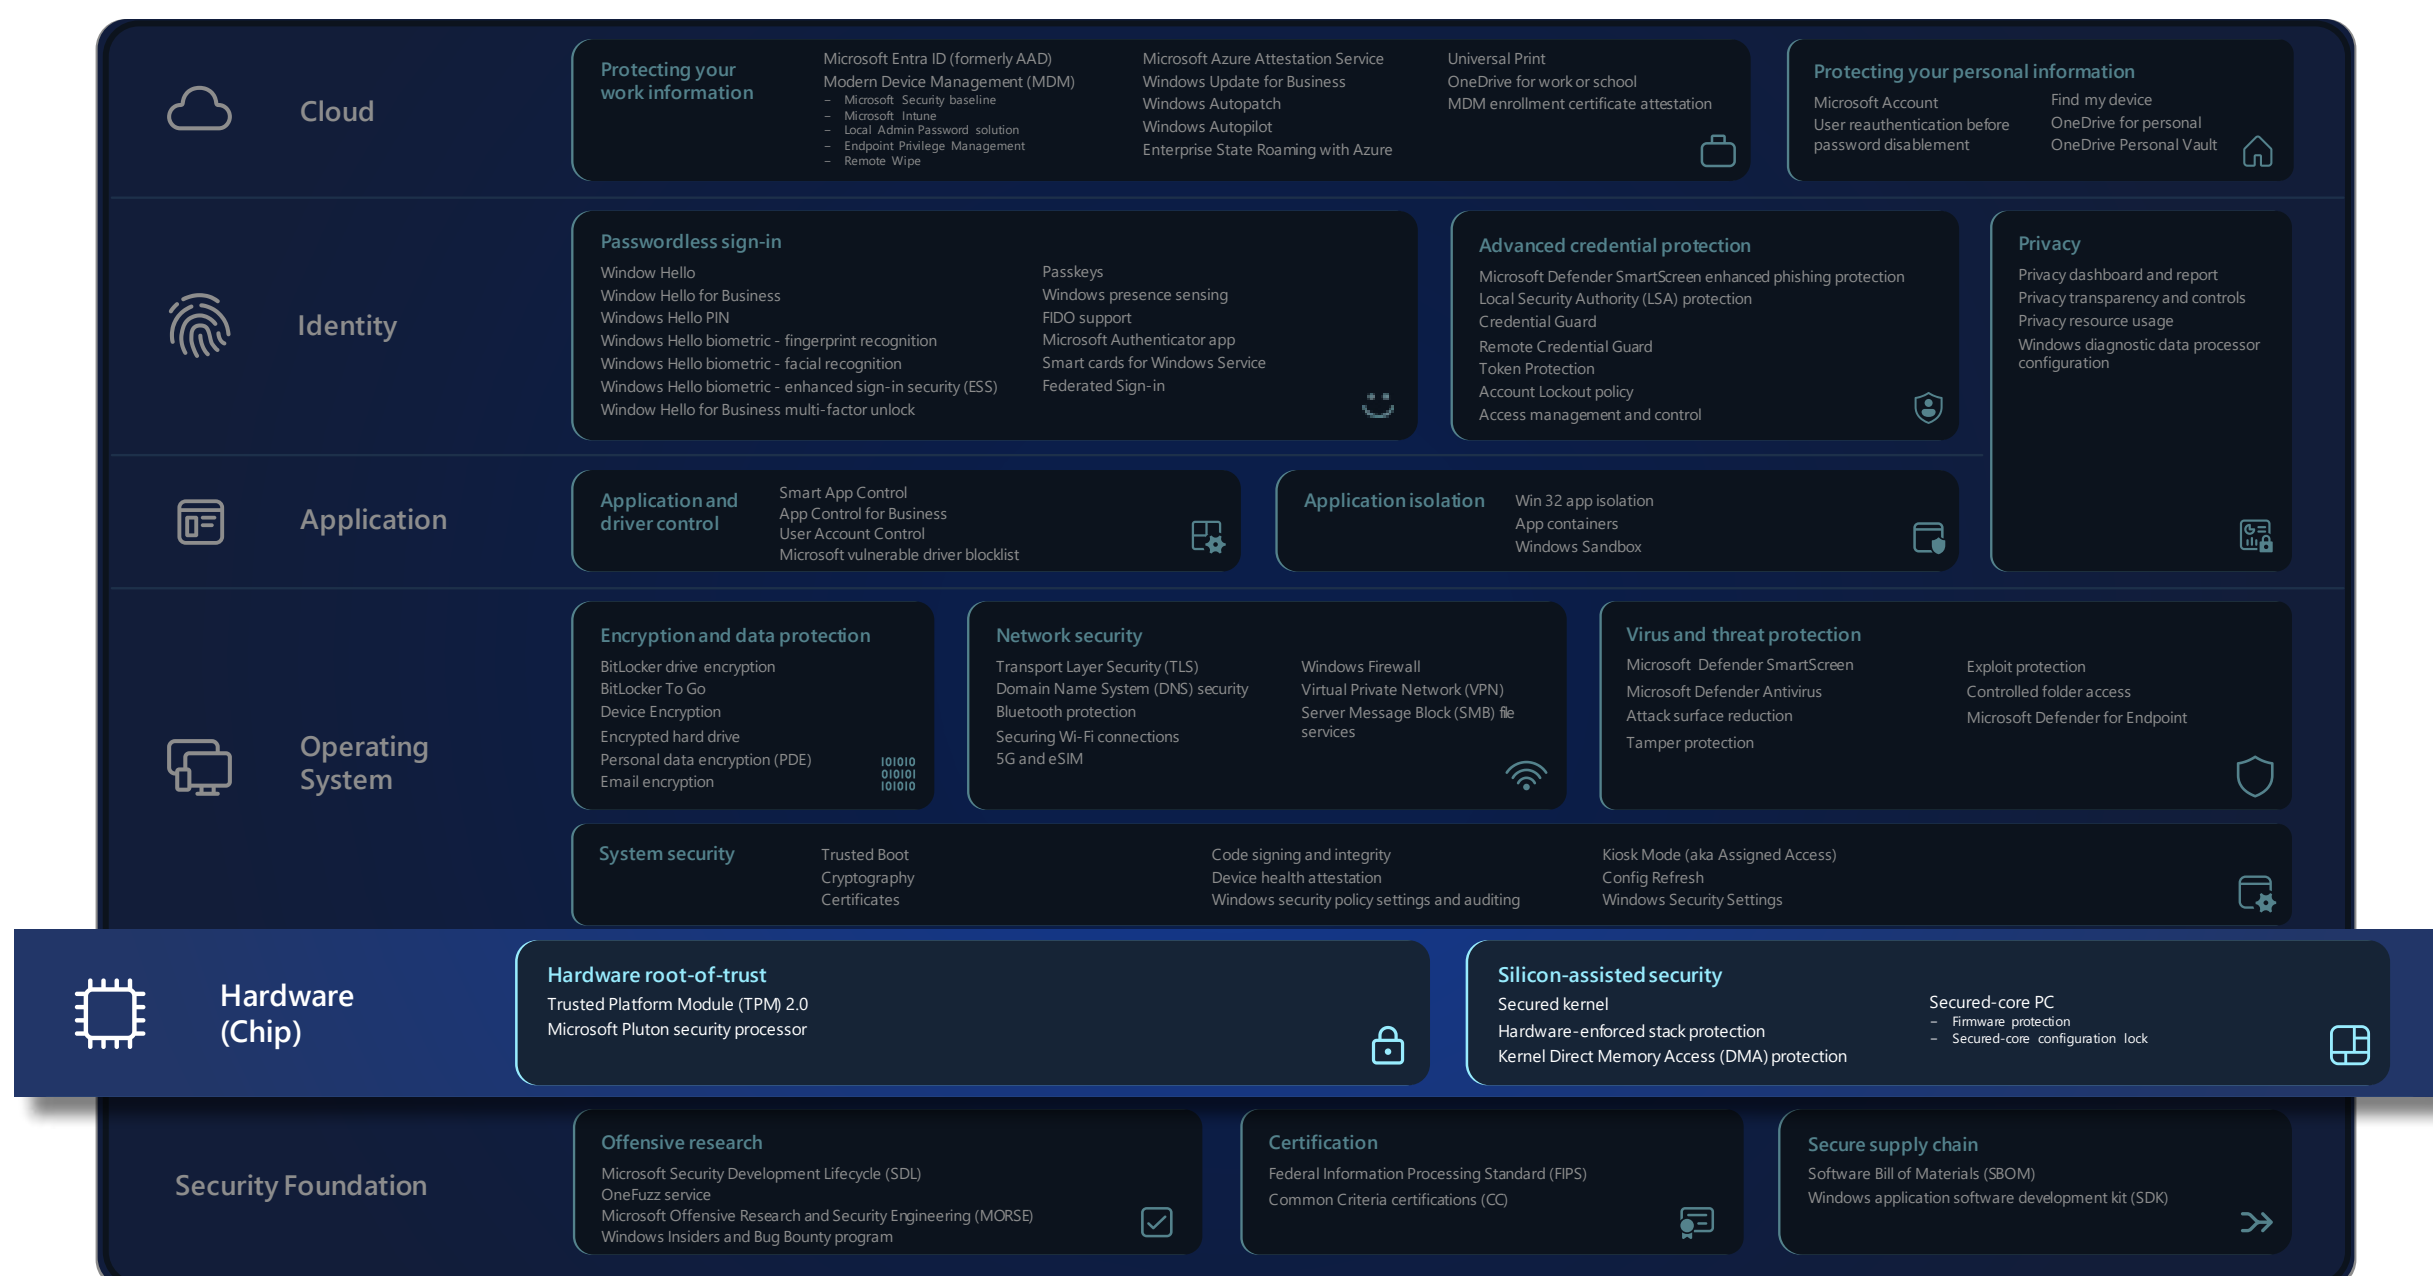 Cloud
Protecting your
work information
Microsoft Entra ID (formerly AAD)
Modern Device Management (MDM)
– Microsoft Security baseline
– Microsoft Intune
– Local Admin Password solution
– Endpoint Privilege Management
– Remote Wipe
Microsoft Azure Attestation Service
Windows Update for Business
Windows Autopatch
Windows Autopilot
Enterprise State Roaming with Azure
Universal Print
OneDrive for work or school
MDM enrollment certificate attestation
Protecting your personal information
Microsoft Account
User reauthentication before
password disablement
Find my device
OneDrive for personal
OneDrive Personal Vault
Identity
Passwordless sign-in
Window Hello
Window Hello for Business
Windows Hello PIN
Windows Hello biometric - fingerprint recognition
Windows Hello biometric - facial recognition
Windows Hello biometric - enhanced sign-in security (ESS)
Window Hello for Business multi-factor unlock
Passkeys
Windows presence sensing
FIDO support
Microsoft Authenticator app
Smart cards for Windows Service
Federated Sign-in
Advanced credential protection
Microsoft Defender SmartScreen enhanced phishing protection
Local Security Authority (LSA) protection
Credential Guard
Remote Credential Guard
Token Protection
Account Lockout policy
Access management and control
Privacy
Privacy dashboard and report
Privacy transparency and controls
Privacy resource usage
Windows diagnostic data processor
configuration
Application
Application and
driver control
Smart App Control
App Control for Business
User Account Control
Microsoft vulnerable driver blocklist
Application isolation
Win 32 app isolation
App containers
Windows Sandbox
Operating
System
Encryption and data protection
BitLocker drive encryption
BitLocker To Go
Device Encryption
Encrypted hard drive
Personal data encryption (PDE)
Email encryption
101010
010101
101010
Network security
Transport Layer Security (TLS)
Domain Name System (DNS) security
Bluetooth protection
Securing Wi-Fi connections
5G and eSIM
Windows Firewall
Virtual Private Network (VPN)
Server Message Block (SMB) file
services
Virus and threat protection
Microsoft Defender SmartScreen
Microsoft Defender Antivirus
Attack surface reduction
Tamper protection
Exploit protection
Controlled folder access
Microsoft Defender for Endpoint
System security
Trusted Boot
Cryptography
Certificates
Code signing and integrity
Device health attestation
Windows security policy settings and auditing
Kiosk Mode (aka Assigned Access)
Config Refresh
Windows Security Settings
Hardware
(Chip)
Hardware root-of-trust
Trusted Platform Module (TPM) 2.0
Microsoft Pluton security processor
Silicon-assisted security
Secured kernel
Hardware-enforced stack protection
Kernel Direct Memory Access (DMA) protection
Secured-core PC
– Firmware protection
– Secured-core configuration lock
Security Foundation
Offensive research
Microsoft Security Development Lifecycle (SDL)
OneFuzz service
Microsoft Offensive Research and Security Engineering (MORSE)
Windows Insiders and Bug Bounty program
Certification
Federal Information Processing Standard (FIPS)
Common Criteria certifications (CC)
Secure supply chain
Software Bill of Materials (SBOM)
Windows application software development kit (SDK)